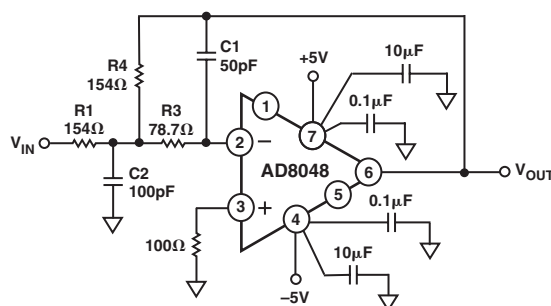 C1
50pF
R4
154Ω
+5V
10μF
0.1μF
R1
154Ω
R3
78.7Ω
1
7
V_IN
2
–
AD8048
6
V_OUT
C2
100pF
5
3
+
4
100Ω
0.1μF
10μF
–5V